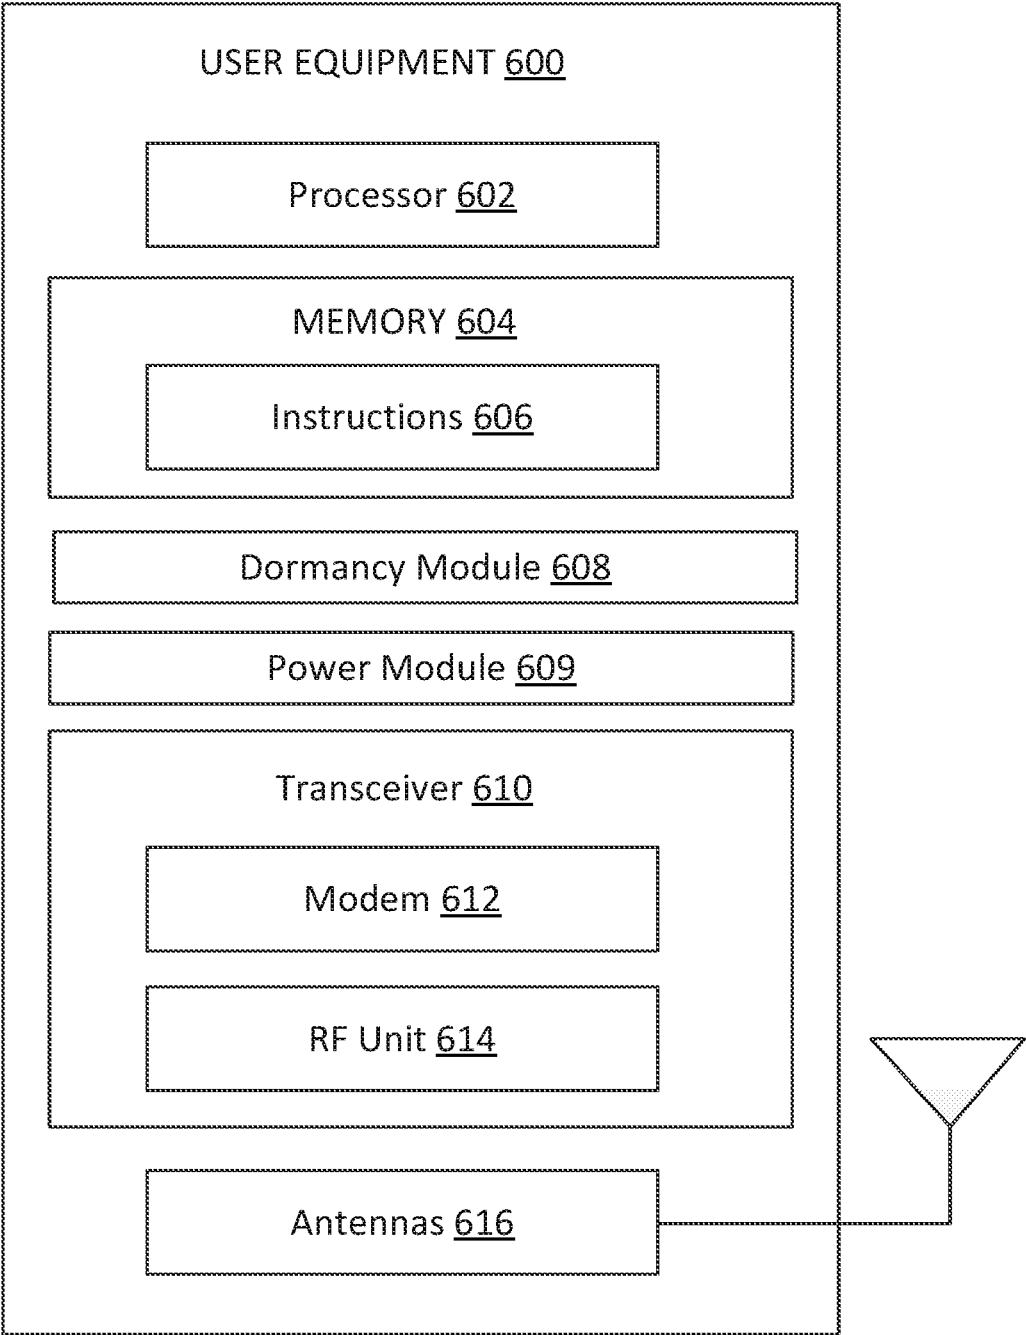 USER EQUIPMENT 600
Processor 602
MEMORY 604
Instructions 606
Dormancy Module 608
Power Module 609
Transceiver 610
Modem 612
RF Unit 614
Antennas 616